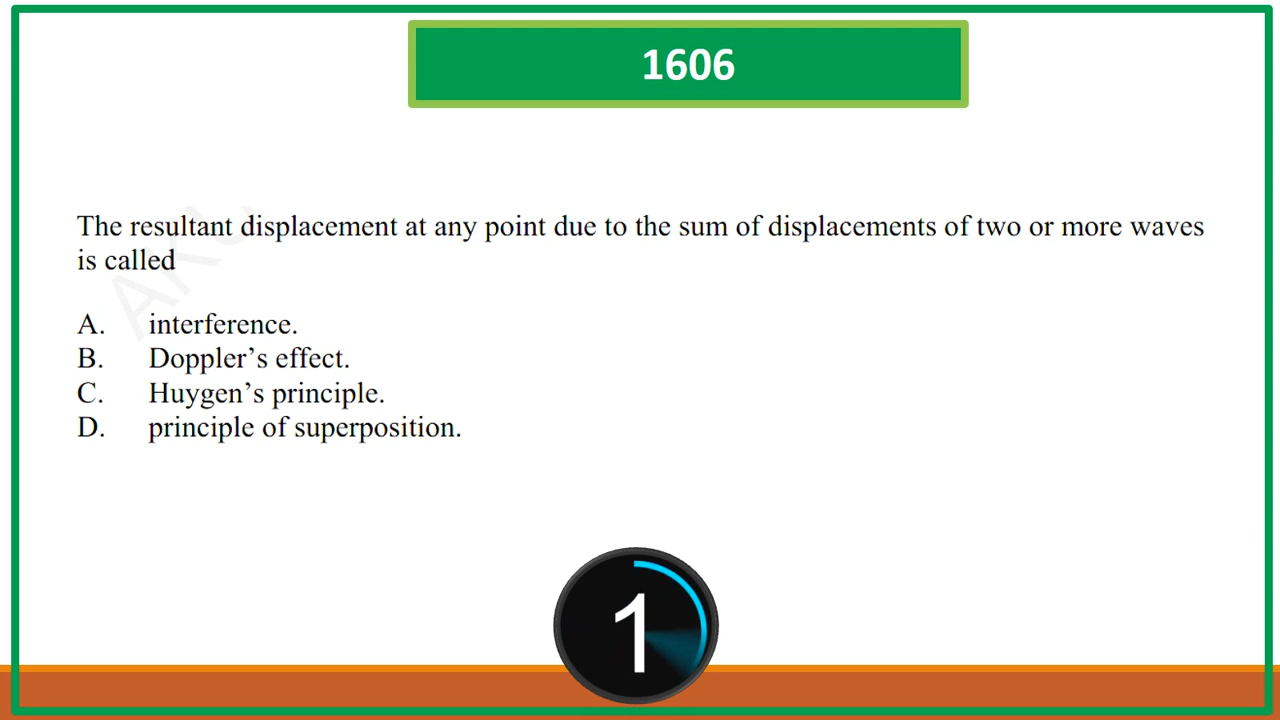 1606
The resultant displacement at any point due to the sum of displacements of two or more waves
is called
A. interference.
B. Doppler’s effect.
C. Huygen’s principle.
D. principle of superposition.
1